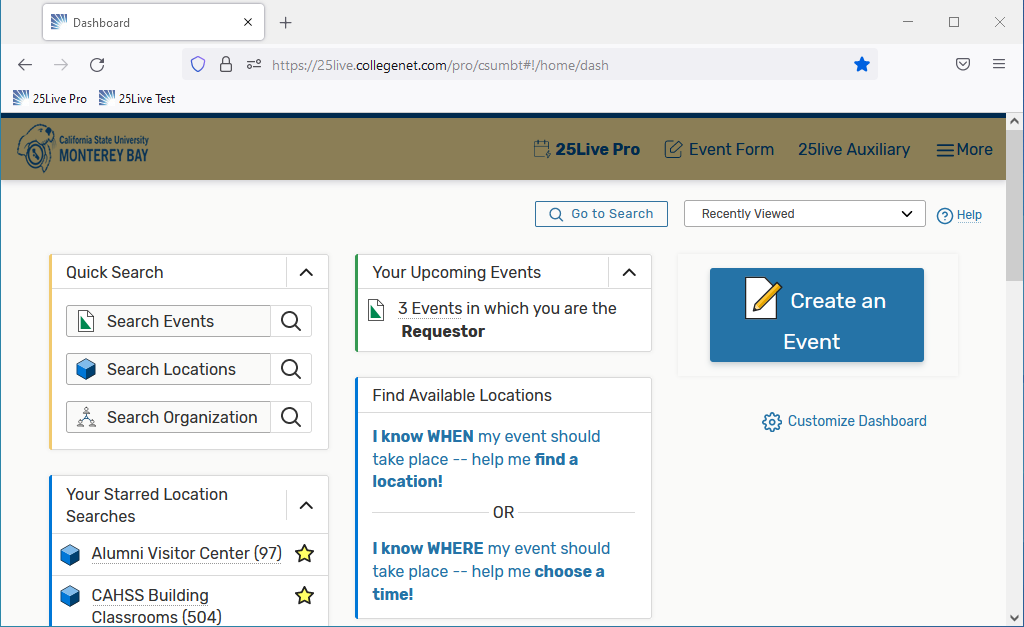 Dashboard
https://25live.collegenet.com/pro/csumbt#!/home/dash
25Live Pro 25Live Test
California State University
MONTEREY BAY
25Live Pro Event Form 25live Auxiliary More
Go to Search Recently Viewed Help
Quick Search
Search Events
Search Locations
Search Organization
Your Starred Location
Searches
Alumni Visitor Center (97)
CAHSS Building
Classrooms (504)
Your Upcoming Events
3 Events in which you are the
Requestor
Find Available Locations
I know WHEN my event should
take place -- help me find a
location!
OR
I know WHERE my event should
take place -- help me choose a
time!
Create an
Event
Customize Dashboard